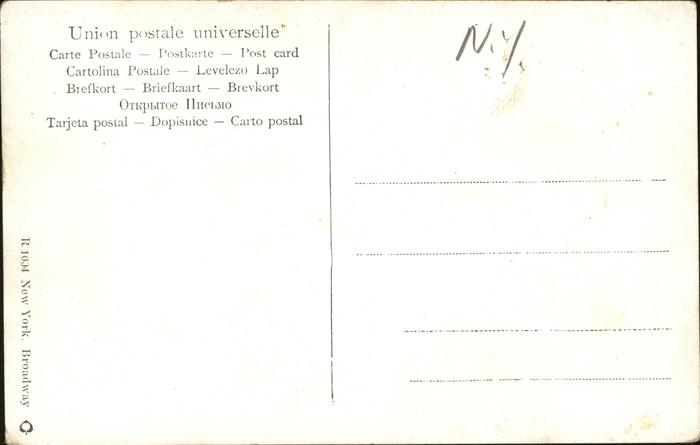 Union postale universelle
Carte Postale — Postkarte — Post card
Cartolina Postale — Levelezo Lap
Brefkort — Briefkaart — Brevkort
Открытое Письмо
Tarjeta postal — Dopisnice — Carto postal
N.Y.
R 1094 New York. Broadway